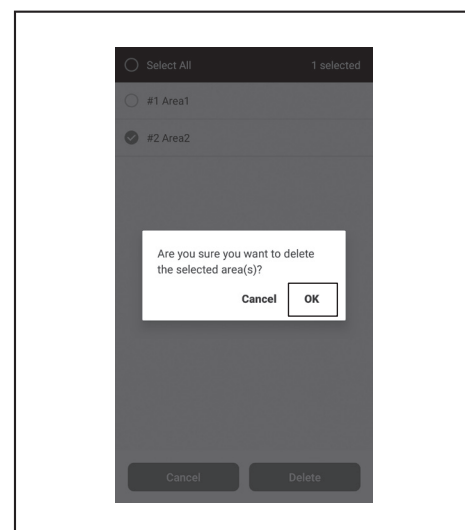 Select All 1 selected
#1 Area1
#2 Area2
Are you sure you want to delete
the selected area(s)?
Cancel OK
Cancel Delete